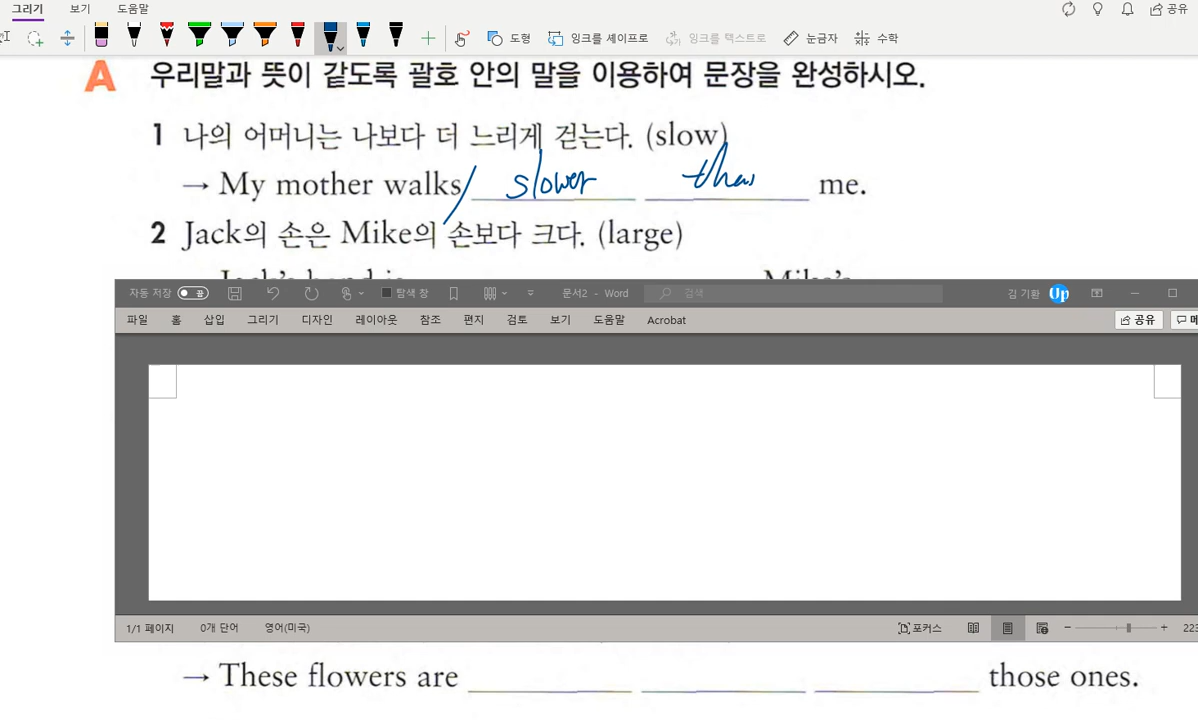 그리기 보기 도움말 공유
도형 잉크를 셰이프로 잉크를 텍스트로 눈금자 수학
A 우리말과 뜻이 같도록 괄호 안의 말을 이용하여 문장을 완성하시오.
1 나의 어머니는 나보다 더 느리게 걷는다. (slow)
→ My mother walks slower than me.
2 Jack의 손은 Mike의 손보다 크다. (large)
자동 저장 끔 탐색 창 문서2 - Word 검색 김 기환 Up
파일 홈 삽입 그리기 디자인 레이아웃 참조 편지 검토 보기 도움말 Acrobat 공유 메
1/1 페이지 0개 단어 영어(미국) 포커스 223
→ These flowers are those ones.